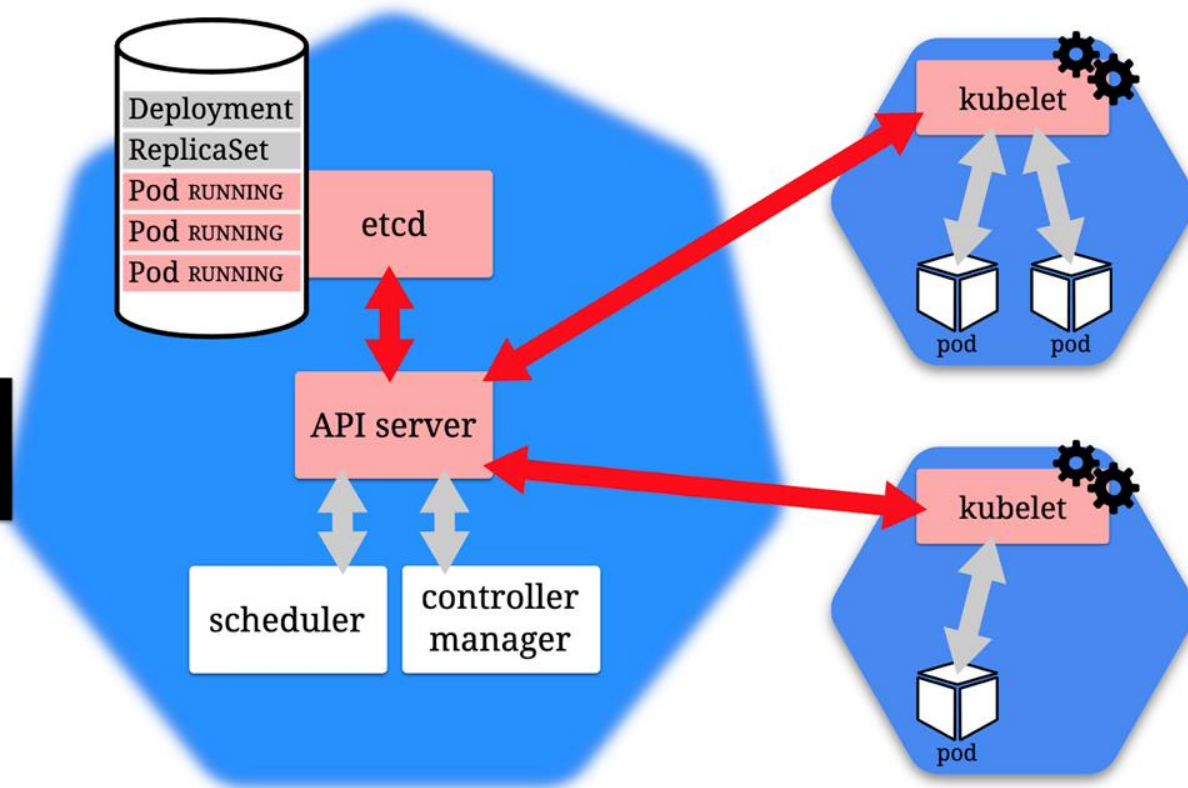 Deployment
ReplicaSet
Pod RUNNING
Pod RUNNING
Pod RUNNING
etcd
API server
scheduler
controller
manager
kubelet
pod pod
kubelet
pod